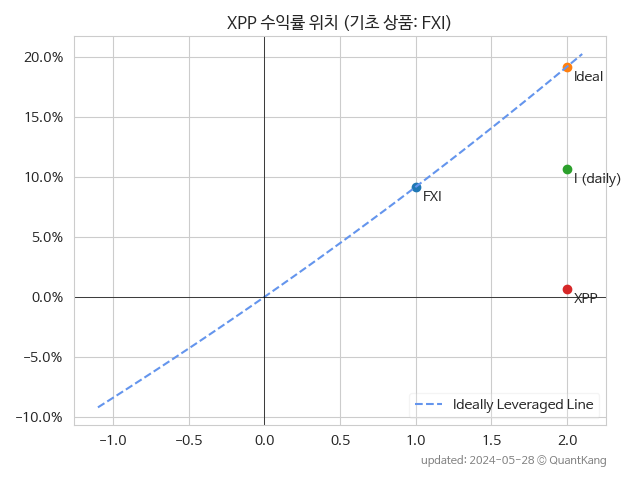 XPP 수익률 위치 (기초 상품: FXI)
20.0%
15.0%
10.0%
5.0%
0.0%
−5.0%
−10.0%
Ideal
I (daily)
FXI
XPP
Ideally Leveraged Line
−1.0
−0.5
0.0
0.5
1.0
1.5
2.0
updated: 2024-05-28 © QuantKang